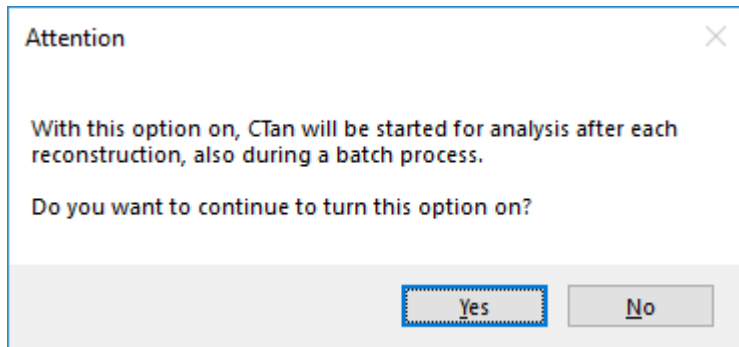 Attention
With this option on, CTan will be started for analysis after each
reconstruction, also during a batch process.
Do you want to continue to turn this option on?
Yes
No